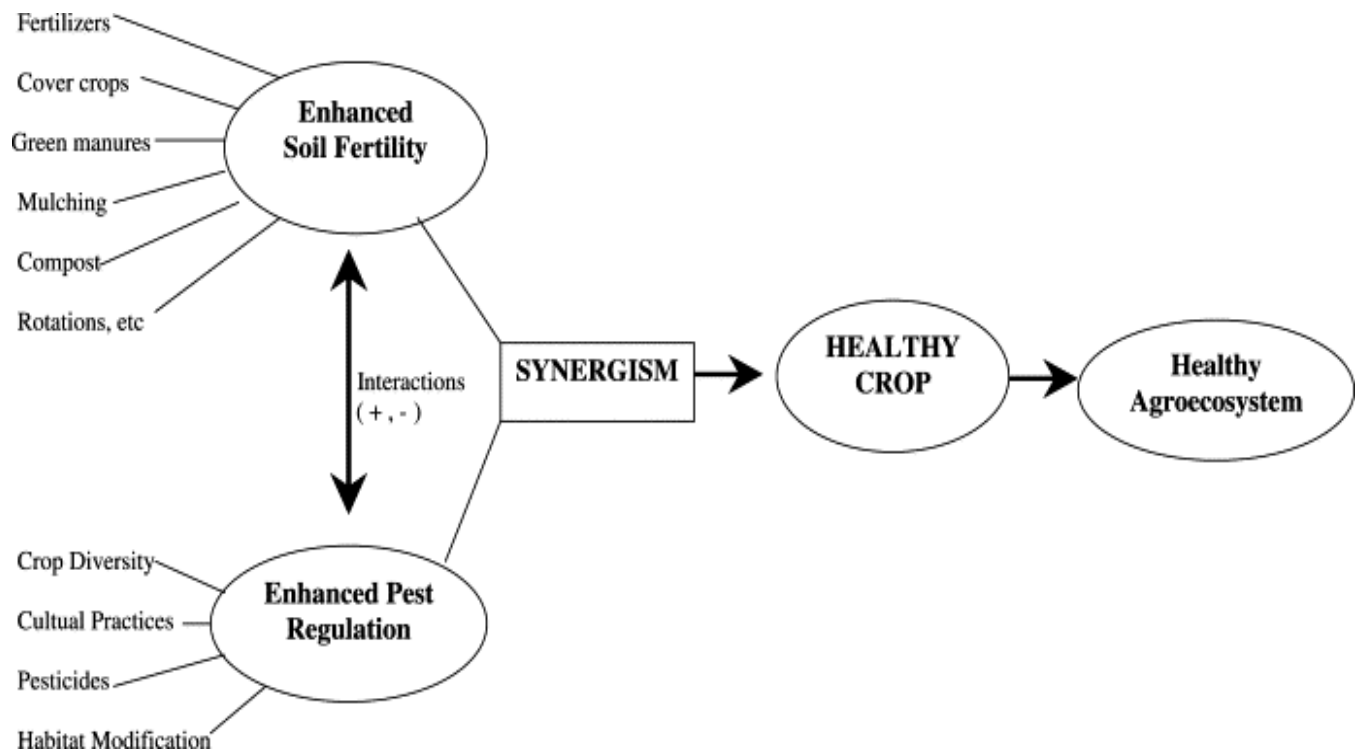 Fertilizers
Cover crops
Green manures
Mulching
Compost
Rotations, etc
Enhanced
Soil Fertility
Interactions
( + , - )
Crop Diversity
Cultual Practices
Pesticides
Habitat Modification
Enhanced Pest
Regulation
SYNERGISM
HEALTHY
CROP
Healthy
Agroecosystem